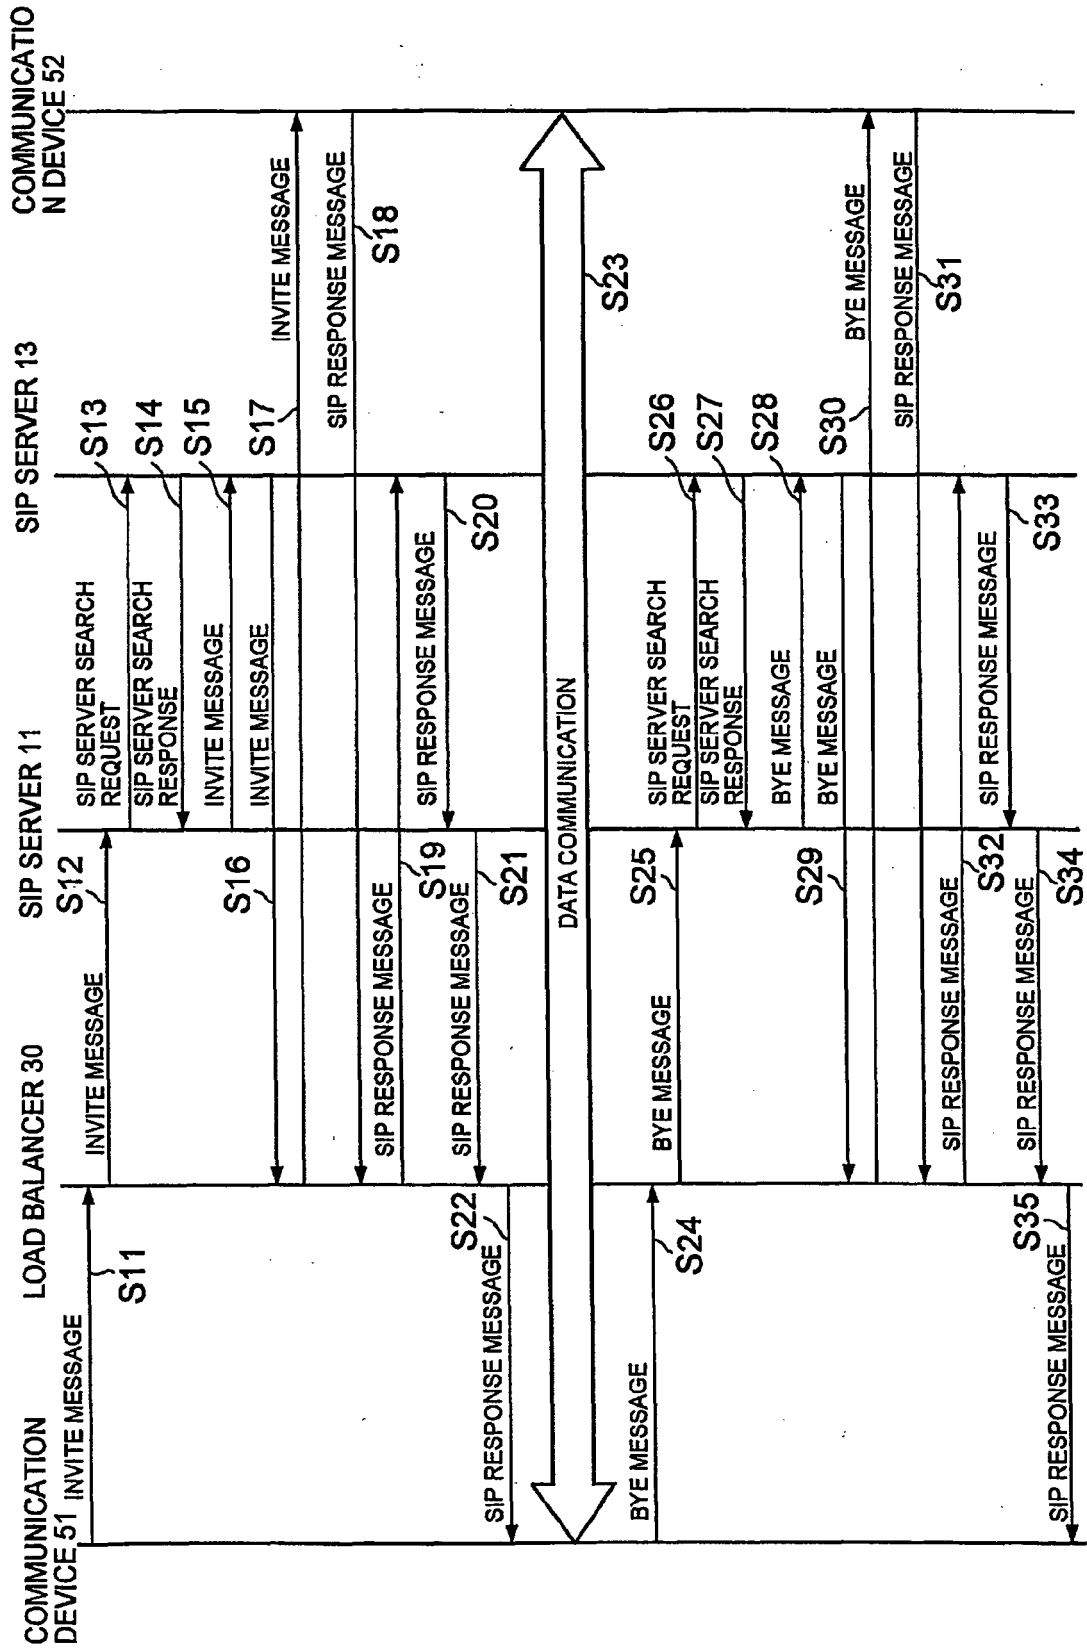 COMMUNICATION
DEVICE 51
LOAD BALANCER 30
SIP SERVER 11
SIP SERVER 13
COMMUNICATIO
N DEVICE 52
INVITE MESSAGE
S11
INVITE MESSAGE
S12
SIP SERVER SEARCH
REQUEST
S13
SIP SERVER SEARCH
RESPONSE
S14
INVITE MESSAGE
S15
INVITE MESSAGE
S16
S17
INVITE MESSAGE
SIP RESPONSE MESSAGE
S18
SIP RESPONSE MESSAGE
S19
SIP RESPONSE MESSAGE
S20
SIP RESPONSE MESSAGE
S21
SIP RESPONSE MESSAGE
S22
DATA COMMUNICATION
S23
BYE MESSAGE
S24
BYE MESSAGE
S25
SIP SERVER SEARCH
REQUEST
S26
SIP SERVER SEARCH
RESPONSE
S27
BYE MESSAGE
S28
BYE MESSAGE
S29
S30
BYE MESSAGE
SIP RESPONSE MESSAGE
S31
SIP RESPONSE MESSAGE
S32
SIP RESPONSE MESSAGE
S33
SIP RESPONSE MESSAGE
S34
SIP RESPONSE MESSAGE
S35